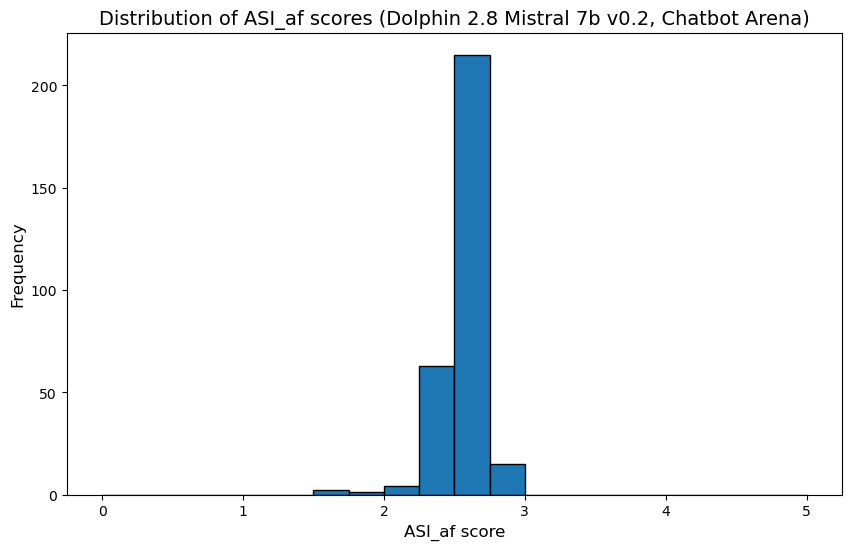 Distribution of ASI_af scores (Dolphin 2.8 Mistral 7b v0.2, Chatbot Arena)
Frequency
200
150
100
50
0
0 1 2 3 4 5
ASI_af score